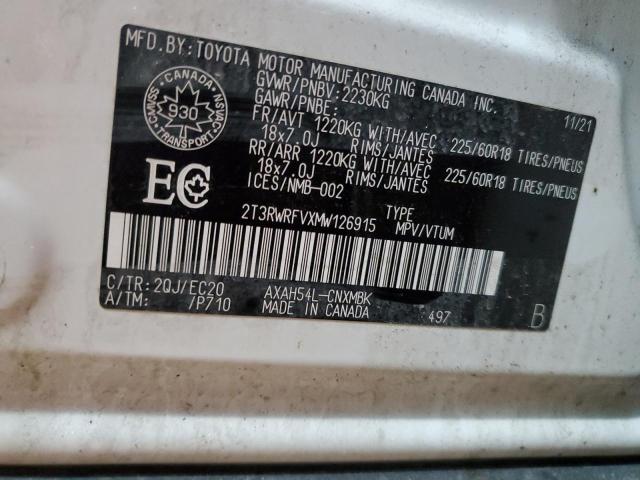 MFD.BY:TOYOTA MOTOR MANUFACTURING CANADA INC.
GVWR/PNBV:2230KG 11/21
GAWR/PNBE:
FR/AVT 1220KG WITH/AVEC 225/60R18 TIRES/PNEUS
18x7.0J RIMS/JANTES
RR/ARR 1220KG WITH/AVEC 225/60R18 TIRES/PNEUS
18x7.0J RIMS/JANTES
ICES/NMB-002
CANADA
CMVSS 930 NSVAC
TRANSPORT
EC
2T3RWRFVXMW126915 TYPE
MPV/VTUM
C/TR:2QJ/EC20 AXAH54L-CNXMBK
A/TM: /P710 MADE IN CANADA 497 B